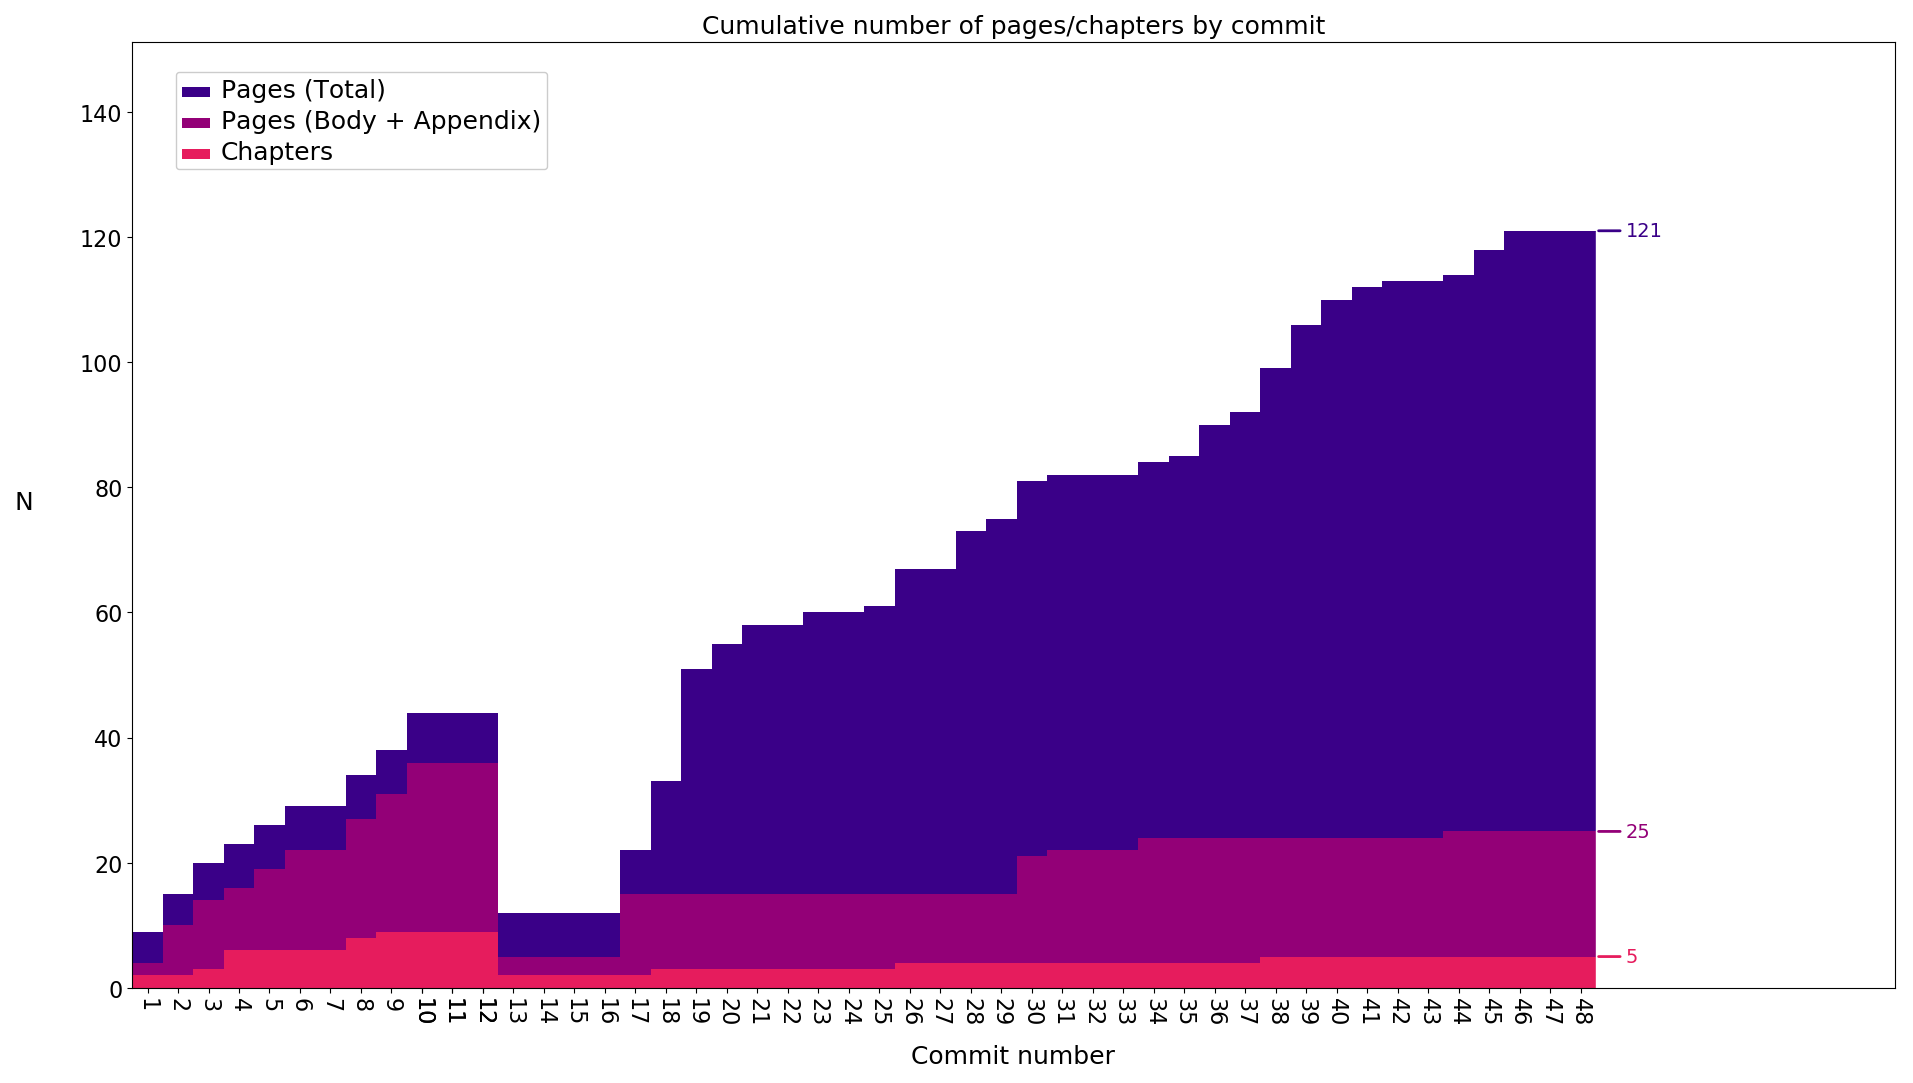 Cumulative number of pages/chapters by commit
Pages (Total)
Pages (Body + Appendix)
Chapters
140
120
100
80
60
40
20
0
N
121
25
5
1 2 3 4 5 6 7 8 9 10 11 12 13 14 15 16 17 18 19 20 21 22 23 24 25 26 27 28 29 30 31 32 33 34 35 36 37 38 39 40 41 42 43 44 45 46 47 48
Commit number